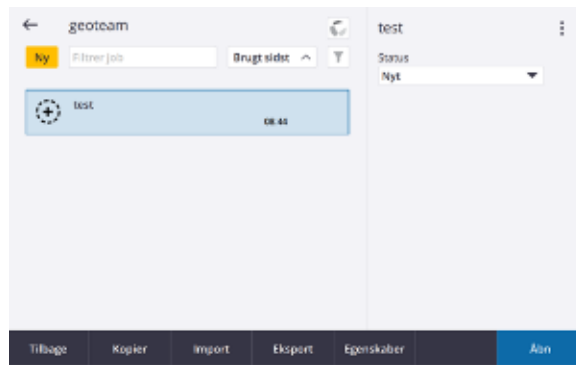 geoteam
Ny Filtrer job Brugt sidst
test
08.44
test
Status
Nyt
Tilbage Kopier Import Eksport Egenskaber Åbn